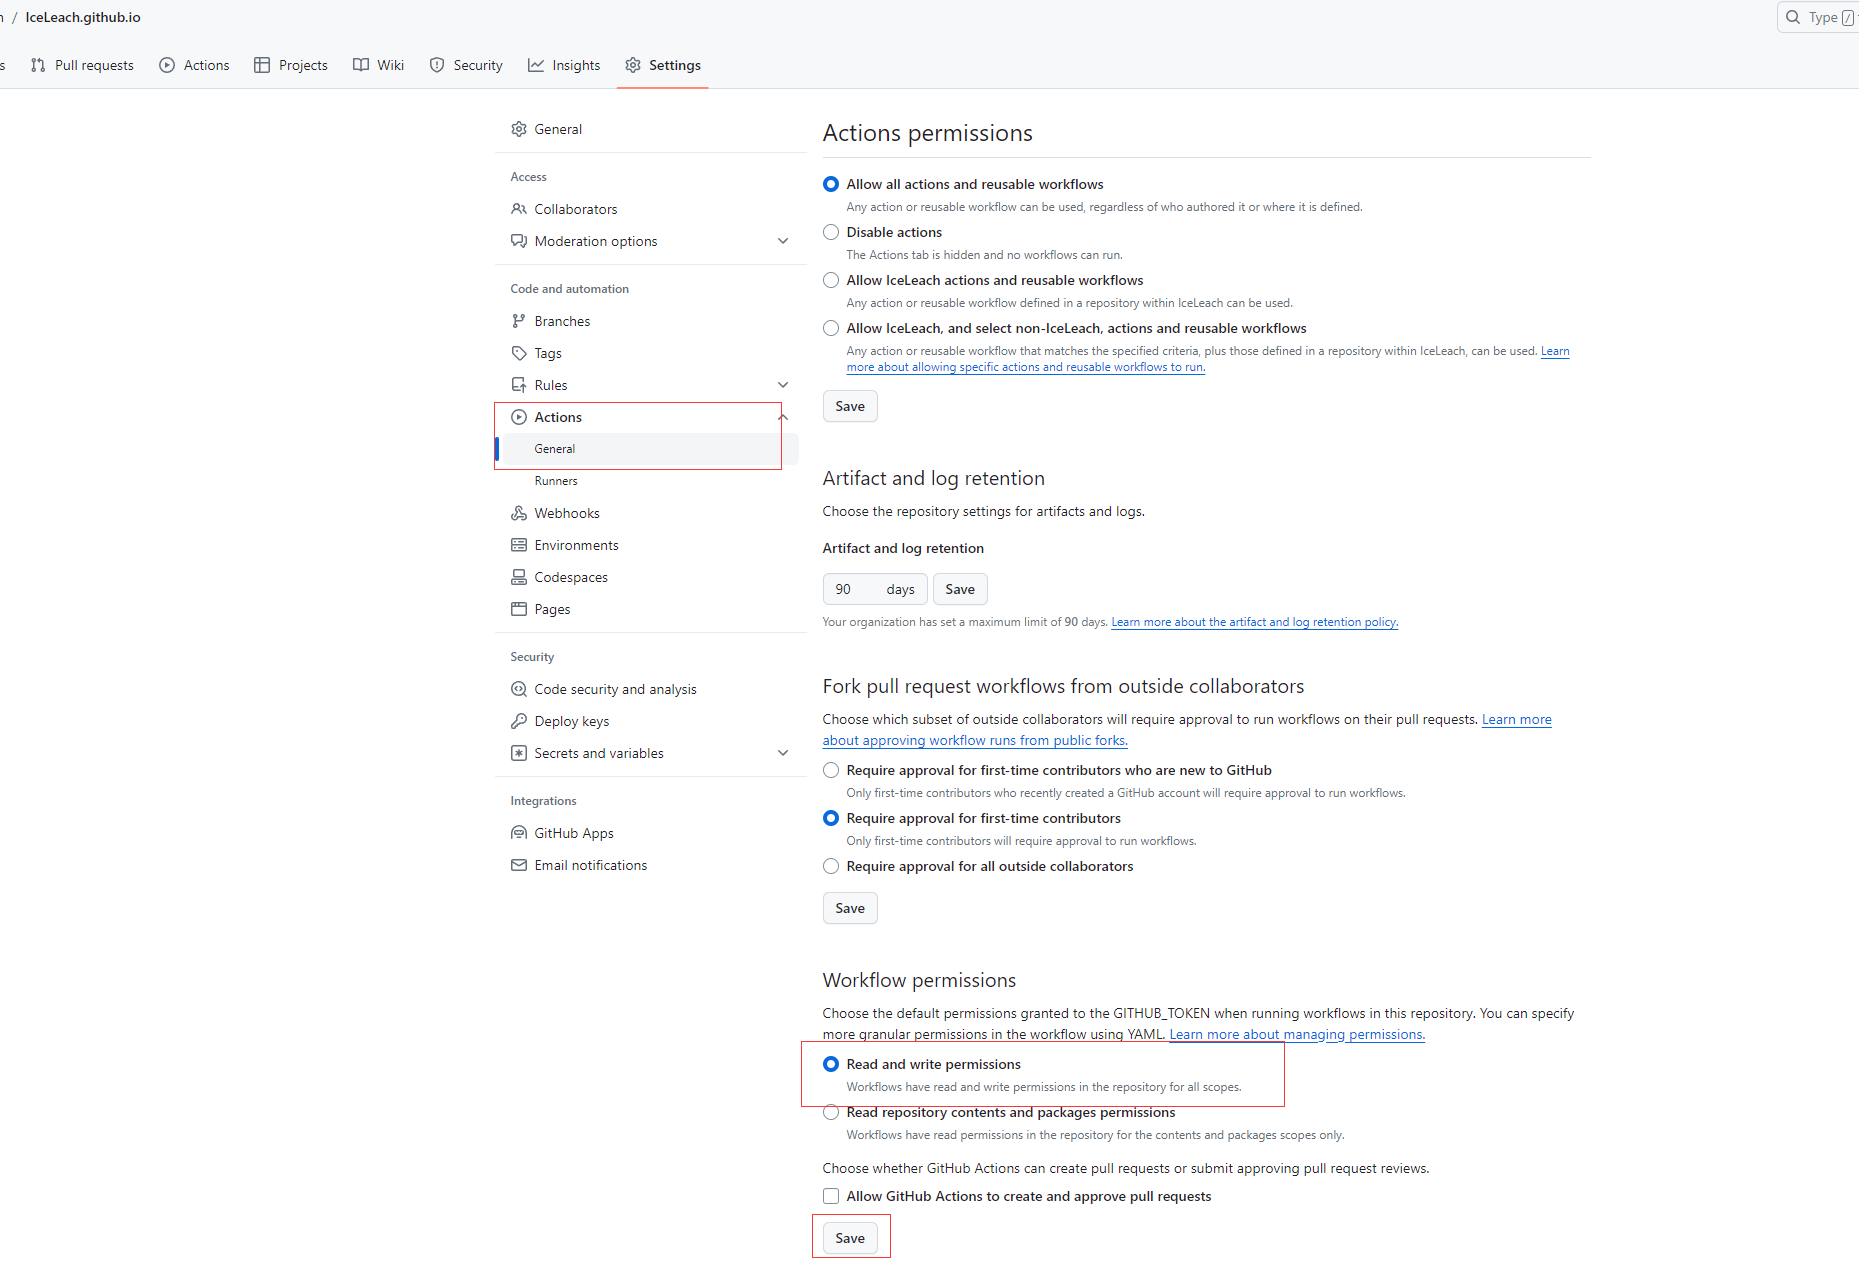 / IceLeach.github.io
Type /
Pull requests
Actions
Projects
Wiki
Security
Insights
Settings
General
Access
Collaborators
Moderation options
Code and automation
Branches
Tags
Rules
Actions
General
Runners
Webhooks
Environments
Codespaces
Pages
Security
Code security and analysis
Deploy keys
Secrets and variables
Integrations
GitHub Apps
Email notifications
Actions permissions
Allow all actions and reusable workflows
Any action or reusable workflow can be used, regardless of who authored it or where it is defined.
Disable actions
The Actions tab is hidden and no workflows can run.
Allow IceLeach actions and reusable workflows
Any action or reusable workflow defined in a repository within IceLeach can be used.
Allow IceLeach, and select non-IceLeach, actions and reusable workflows
Any action or reusable workflow that matches the specified criteria, plus those defined in a repository within IceLeach, can be used. Learn
more about allowing specific actions and reusable workflows to run.
Save
Artifact and log retention
Choose the repository settings for artifacts and logs.
Artifact and log retention
90 days Save
Your organization has set a maximum limit of 90 days. Learn more about the artifact and log retention policy.
Fork pull request workflows from outside collaborators
Choose which subset of outside collaborators will require approval to run workflows on their pull requests. Learn more
about approving workflow runs from public forks.
Require approval for first-time contributors who are new to GitHub
Only first-time contributors who recently created a GitHub account will require approval to run workflows.
Require approval for first-time contributors
Only first-time contributors will require approval to run workflows.
Require approval for all outside collaborators
Save
Workflow permissions
Choose the default permissions granted to the GITHUB_TOKEN when running workflows in this repository. You can specify
more granular permissions in the workflow using YAML. Learn more about managing permissions.
Read and write permissions
Workflows have read and write permissions in the repository for all scopes.
Read repository contents and packages permissions
Workflows have read permissions in the repository for the contents and packages scopes only.
Choose whether GitHub Actions can create pull requests or submit approving pull request reviews.
Allow GitHub Actions to create and approve pull requests
Save